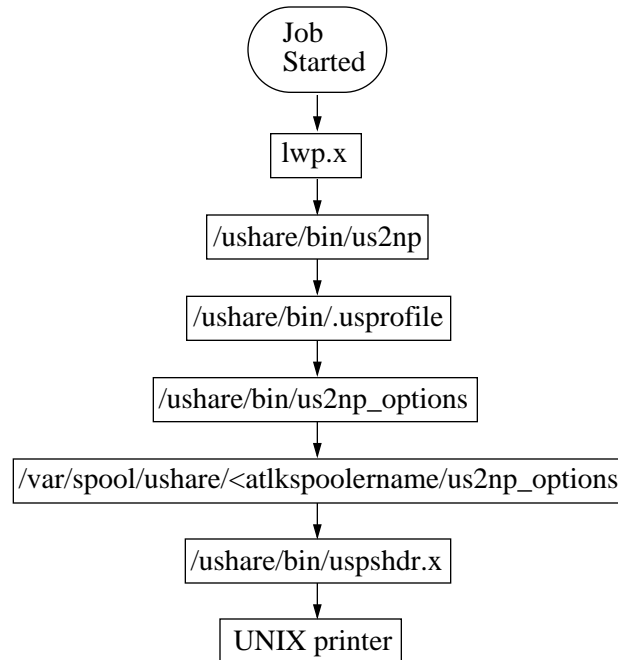 Job
Started
lwp.x
/ushare/bin/us2np
/ushare/bin/.usprofile
/ushare/bin/us2np_options
/var/spool/ushare/<atlkspoolername/us2np_options
/ushare/bin/uspshdr.x
UNIX printer